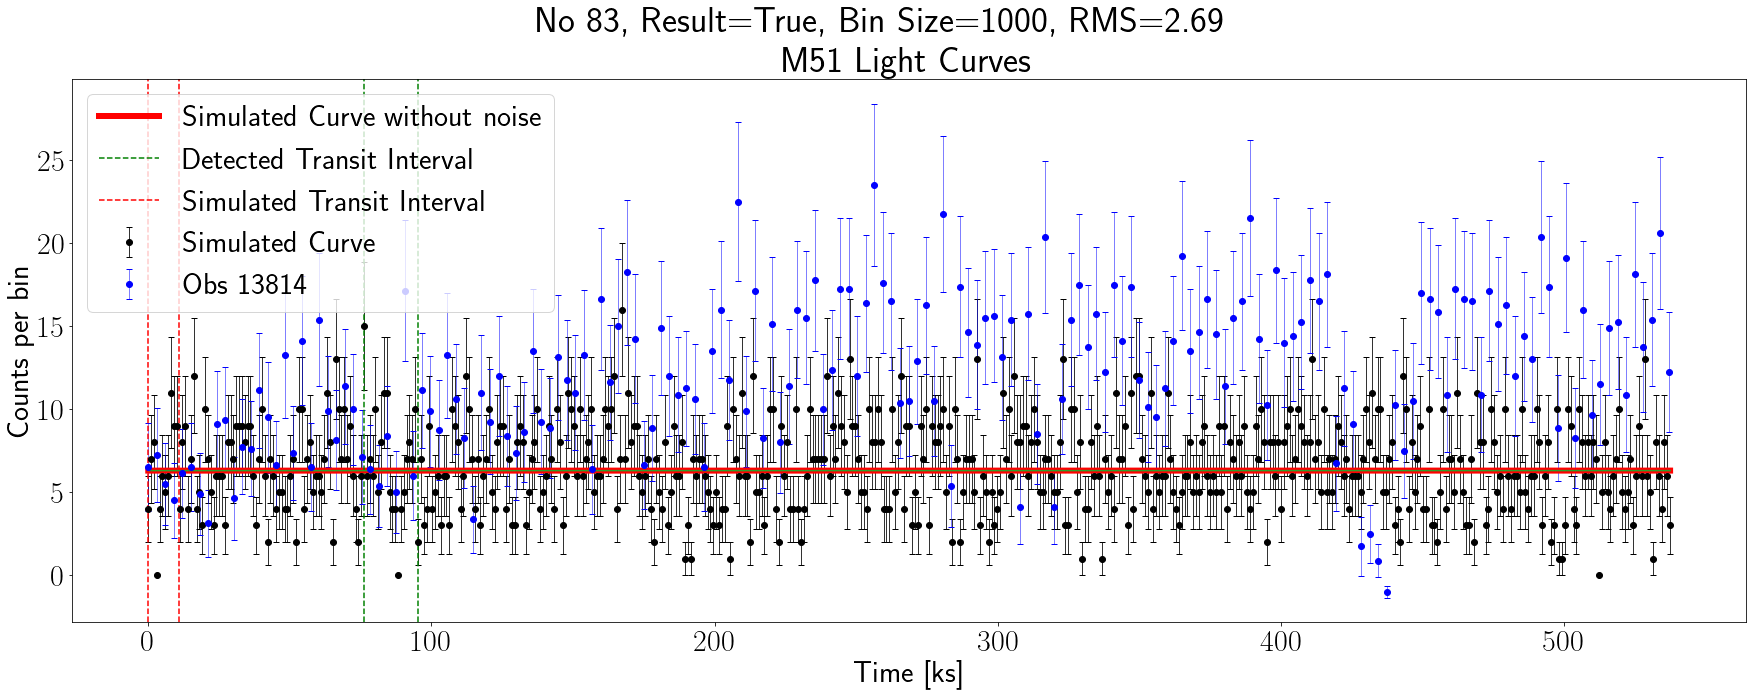 No 83, Result=True, Bin Size=1000, RMS=2.69
M51 Light Curves
Simulated Curve without noise
Detected Transit Interval
Simulated Transit Interval
Simulated Curve
Obs 13814
Counts per bin
25
20
15
10
5
0
0 100 200 300 400 500
Time [ks]